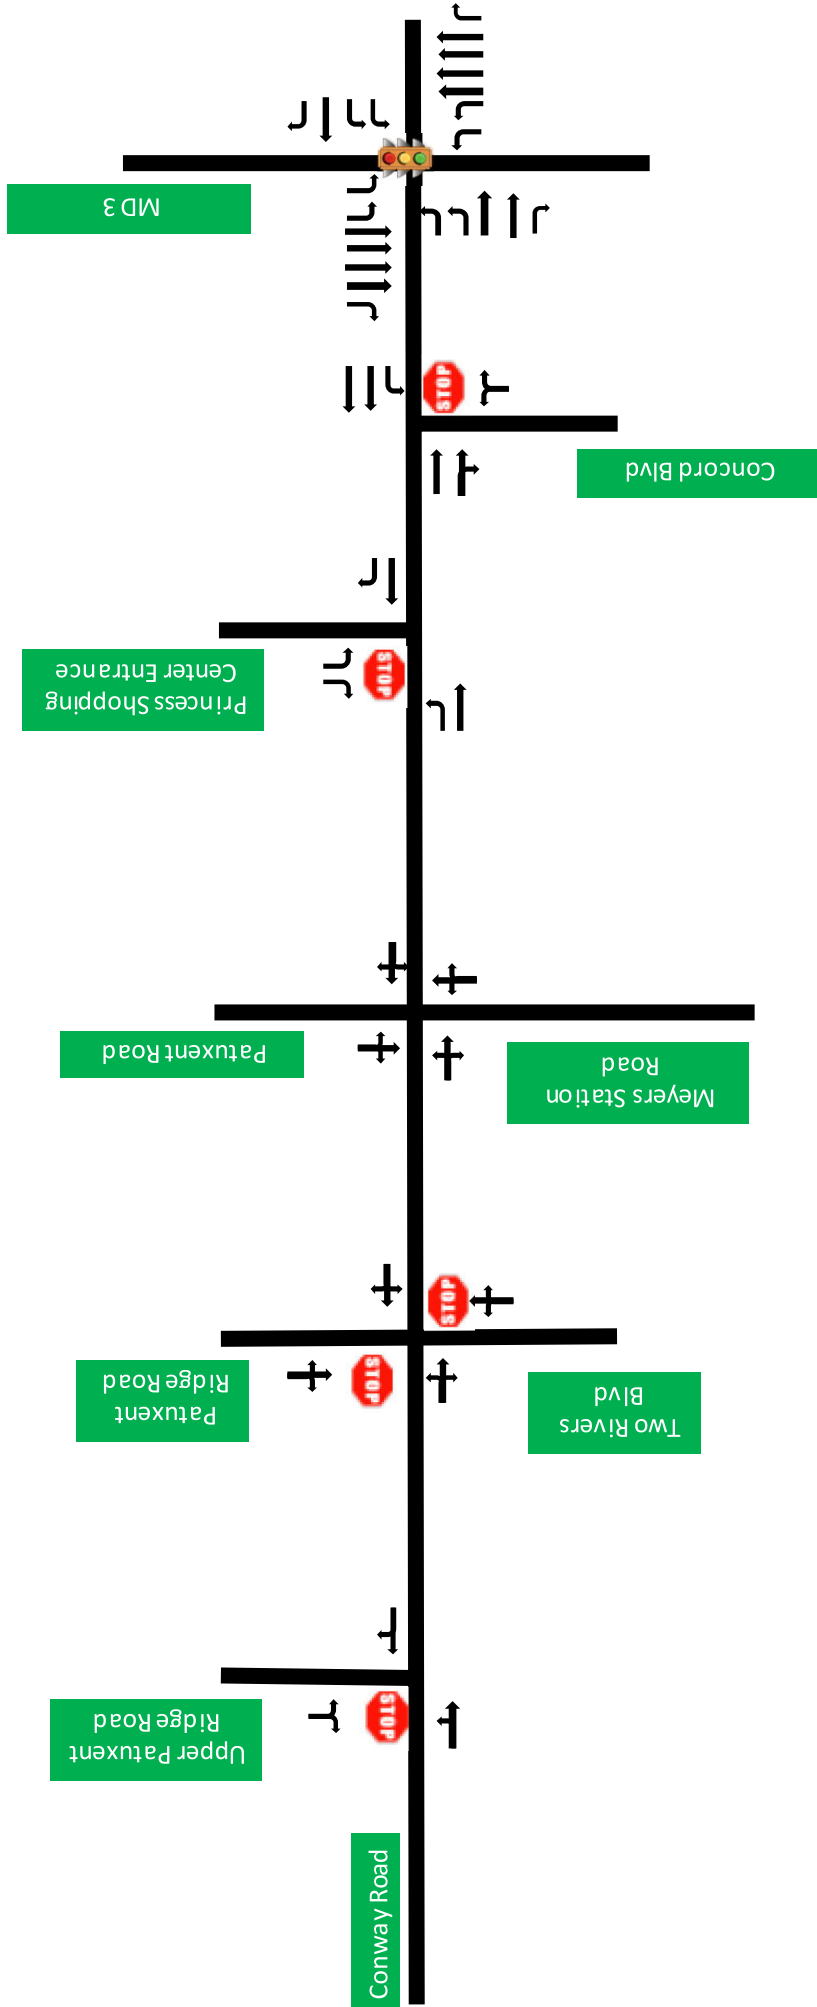 MD 3
STOP
Concord Blvd
Princess Shopping
Center Entrance
STOP
Patuxent Road
Meyers Station
Road
STOP
Patuxent
Ridge Road
STOP
Two Rivers
Blvd
Upper Patuxent
Ridge Road
STOP
Conway Road